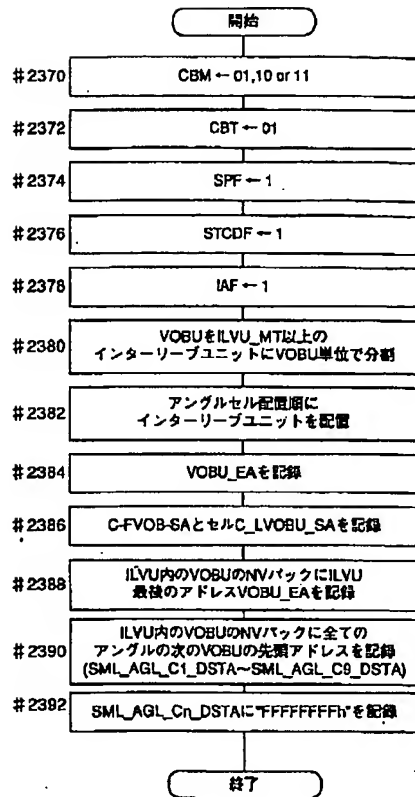 開始
#2370
CBM ← 01,10 or 11
#2372
CBT ← 01
#2374
SPF ← 1
#2376
STCDF ← 1
#2378
IAF ← 1
#2380
VOBUをILVU_MT以上の
インターリーブユニットにVOBU単位で分割
#2382
アングルセル配置順に
インターリーブユニットを配置
#2384
VOBU_EAを記録
#2386
C-FVOB-SAとセルC_LVOBU_SAを記録
#2388
ILVU内のVOBUのNVパックにILVU
最後のアドレスVOBU_EAを記録
#2390
ILVU内のVOBUのNVパックに全ての
アングルの次のVOBUの先頭アドレスを記録
(SML_AGL_C1_DSTA~SML_AGL_C9_DSTA)
#2392
SML_AGL_Cn_DSTAに"FFFFFFFFh"を記録
終了